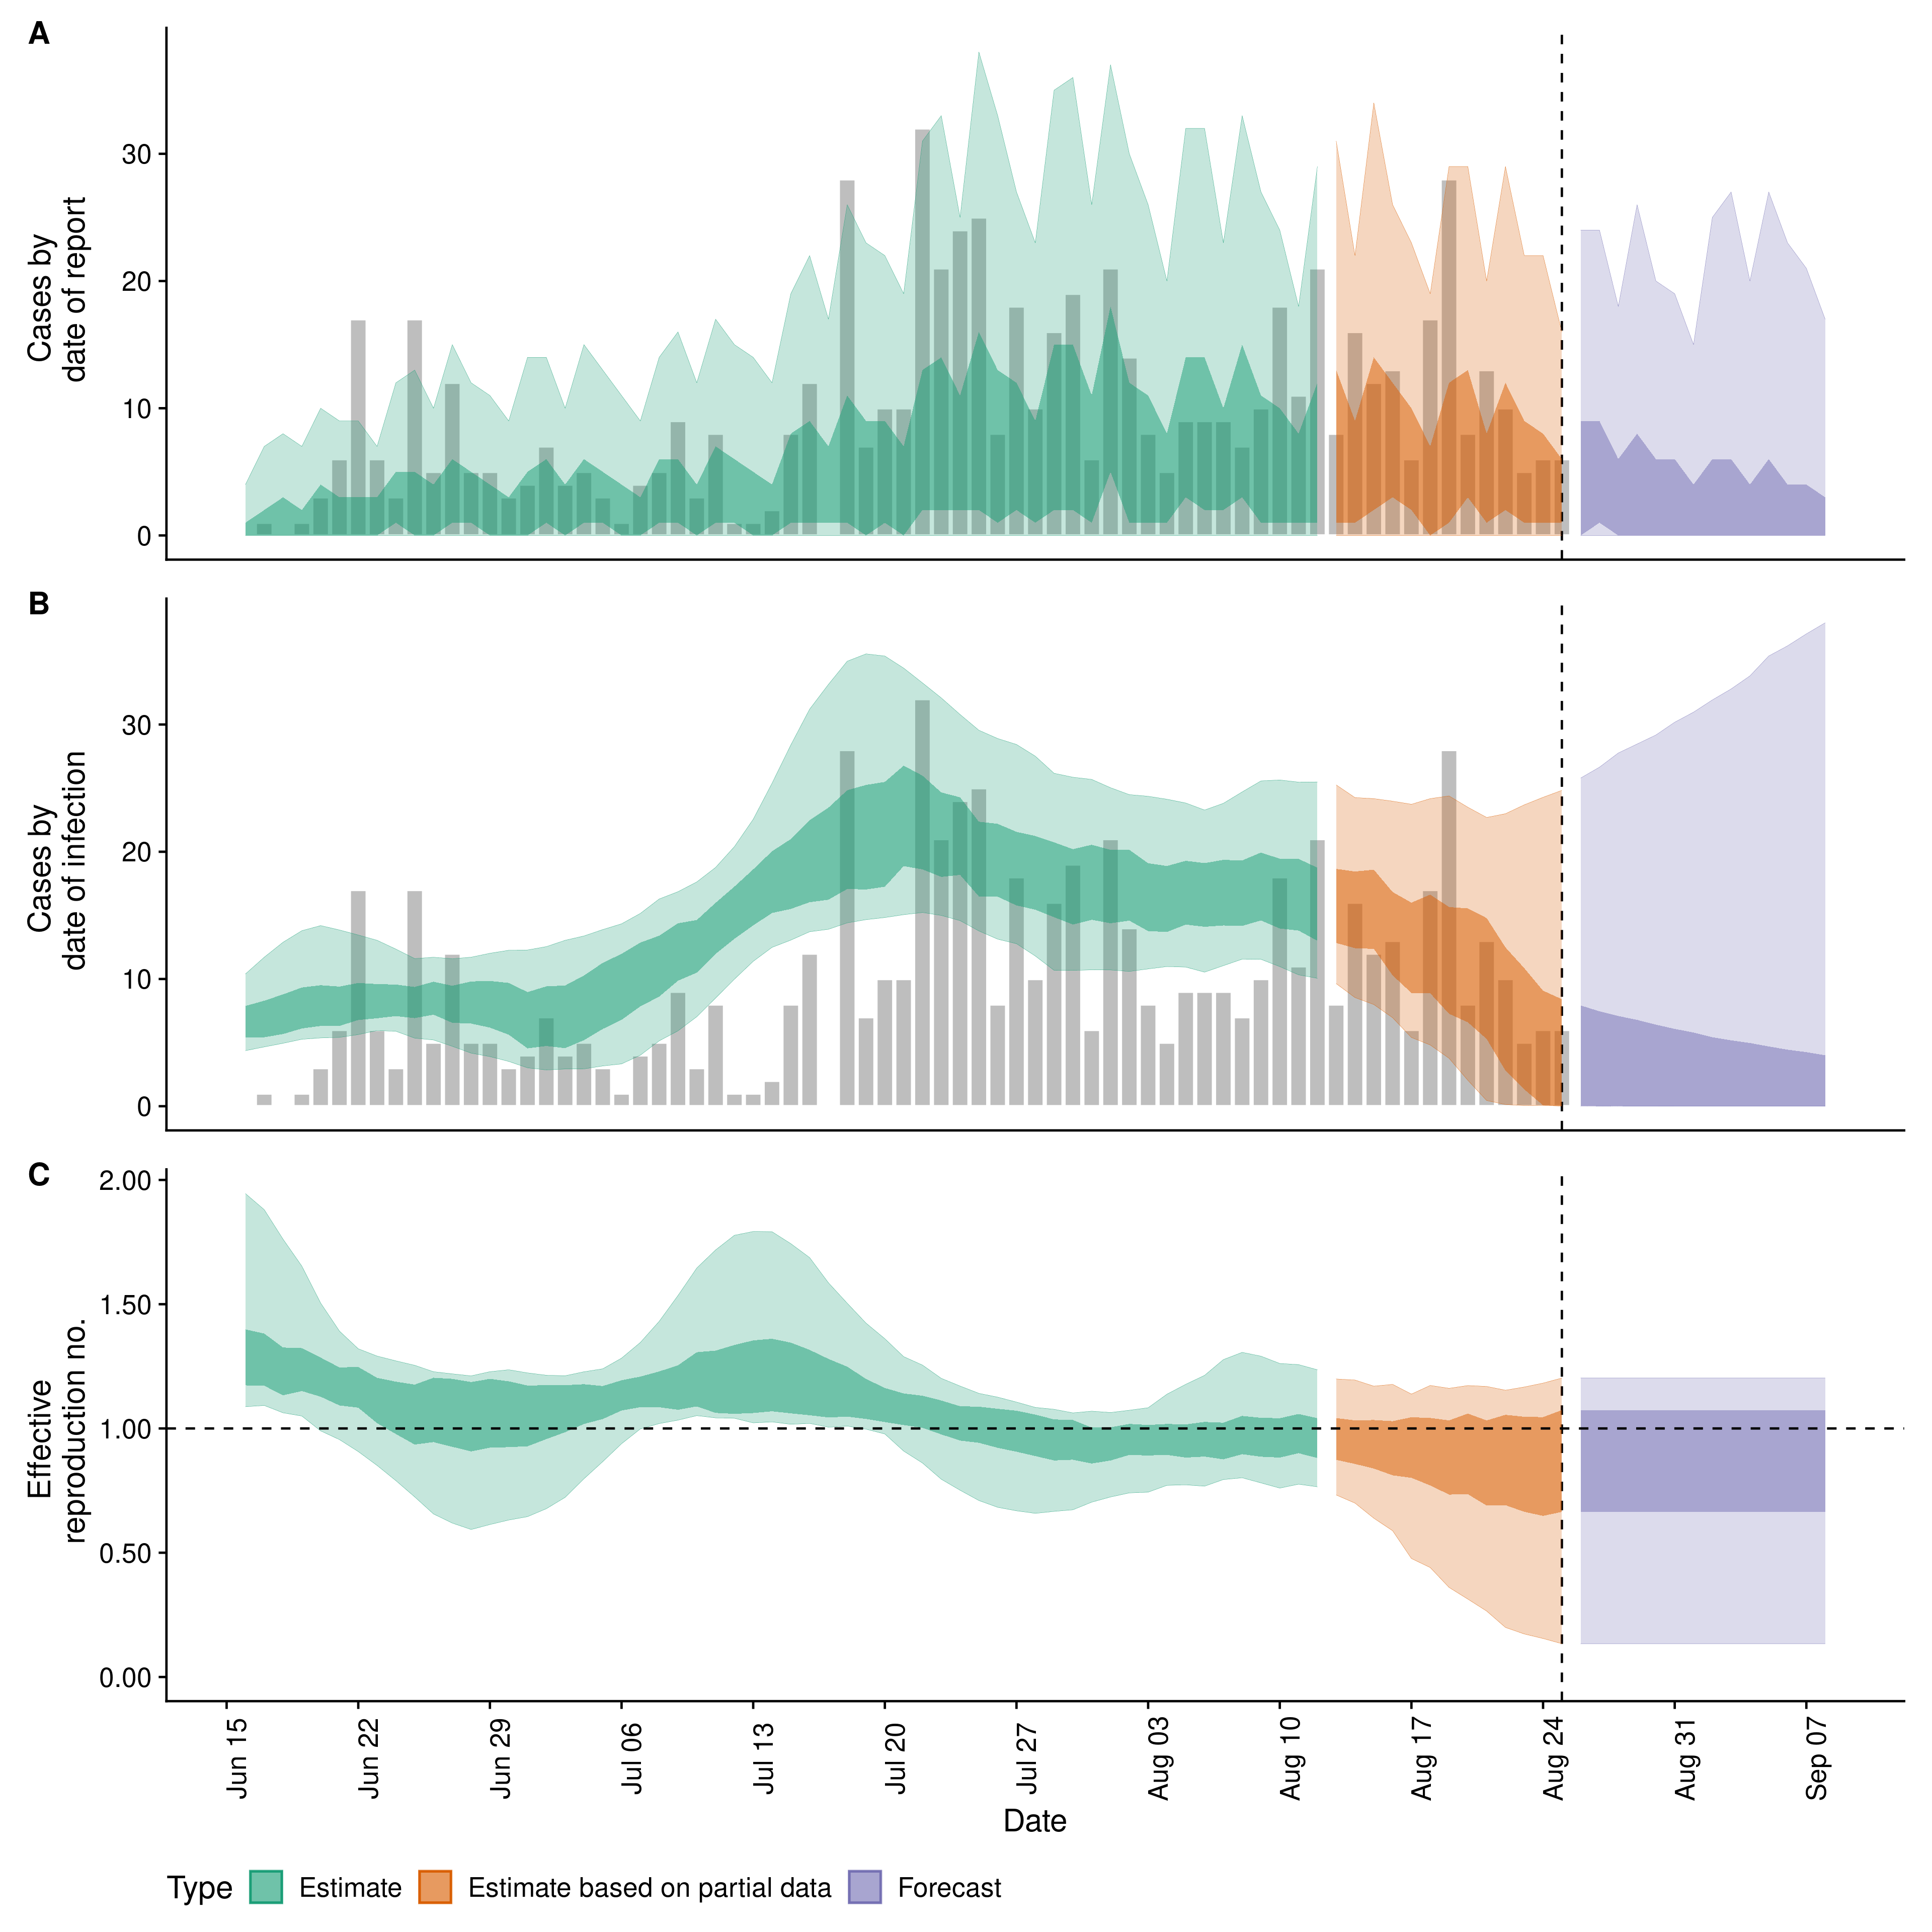 A
Cases by
date of report
30
20
10
0
B
Cases by
date of infection
30
20
10
0
C
Effective
reproduction no.
2.00
1.50
1.00
0.50
0.00
Jun 15
Jun 22
Jun 29
Jul 06
Jul 13
Jul 20
Jul 27
Aug 03
Aug 10
Aug 17
Aug 24
Aug 31
Sep 07
Date
Type Estimate Estimate based on partial data Forecast